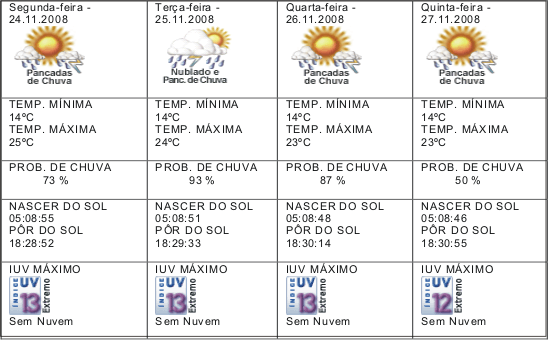 Segunda-feira -
24.11.2008
Pancadas
de Chuva
TEMP. MÍNIMA
14ºC
TEMP. MÁXIMA
25ºC
PROB. DE CHUVA
73 %
NASCER DO SOL
05:08:55
PÔR DO SOL
18:28:52
IUV MÁXIMO
ÍNDICE
UV
13
Extremo
Sem Nuvem
Terça-feira -
25.11.2008
Nublado e
Panc. de Chuva
TEMP. MÍNIMA
14ºC
TEMP. MÁXIMA
24ºC
PROB. DE CHUVA
93 %
NASCER DO SOL
05:08:51
PÔR DO SOL
18:29:33
IUV MÁXIMO
ÍNDICE
UV
13
Extremo
Sem Nuvem
Quarta-feira -
26.11.2008
Pancadas
de Chuva
TEMP. MÍNIMA
14ºC
TEMP. MÁXIMA
23ºC
PROB. DE CHUVA
87 %
NASCER DO SOL
05:08:48
PÔR DO SOL
18:30:14
IUV MÁXIMO
ÍNDICE
UV
13
Extremo
Sem Nuvem
Quinta-feira -
27.11.2008
Pancadas
de Chuva
TEMP. MÍNIMA
14ºC
TEMP. MÁXIMA
23ºC
PROB. DE CHUVA
50 %
NASCER DO SOL
05:08:46
PÔR DO SOL
18:30:55
IUV MÁXIMO
ÍNDICE
UV
12
Extremo
Sem Nuvem